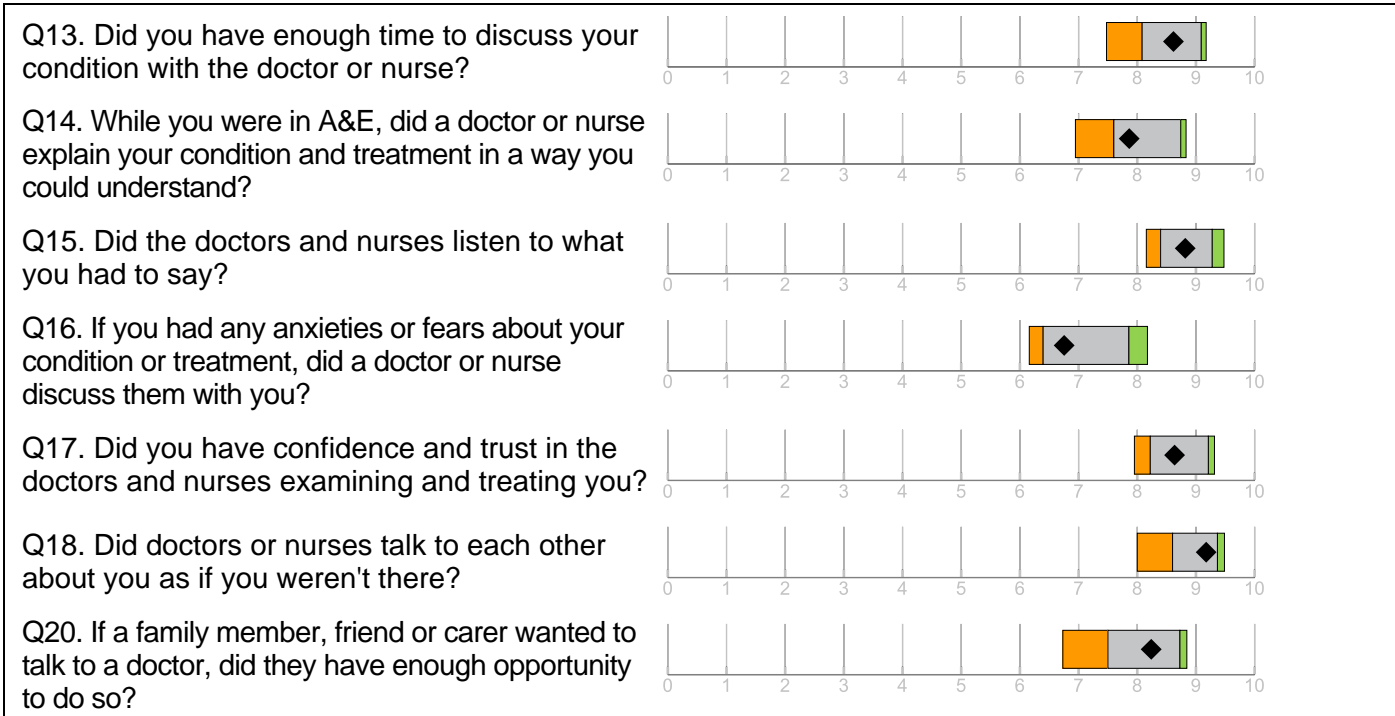 Q13. Did you have enough time to discuss your
condition with the doctor or nurse?
0 1 2 3 4 5 6 7 8 9 10
Q14. While you were in A&E, did a doctor or nurse
explain your condition and treatment in a way you
could understand?
0 1 2 3 4 5 6 7 8 9 10
Q15. Did the doctors and nurses listen to what
you had to say?
0 1 2 3 4 5 6 7 8 9 10
Q16. If you had any anxieties or fears about your
condition or treatment, did a doctor or nurse
discuss them with you?
0 1 2 3 4 5 6 7 8 9 10
Q17. Did you have confidence and trust in the
doctors and nurses examining and treating you?
0 1 2 3 4 5 6 7 8 9 10
Q18. Did doctors or nurses talk to each other
about you as if you weren't there?
0 1 2 3 4 5 6 7 8 9 10
Q20. If a family member, friend or carer wanted to
talk to a doctor, did they have enough opportunity
to do so?
0 1 2 3 4 5 6 7 8 9 10